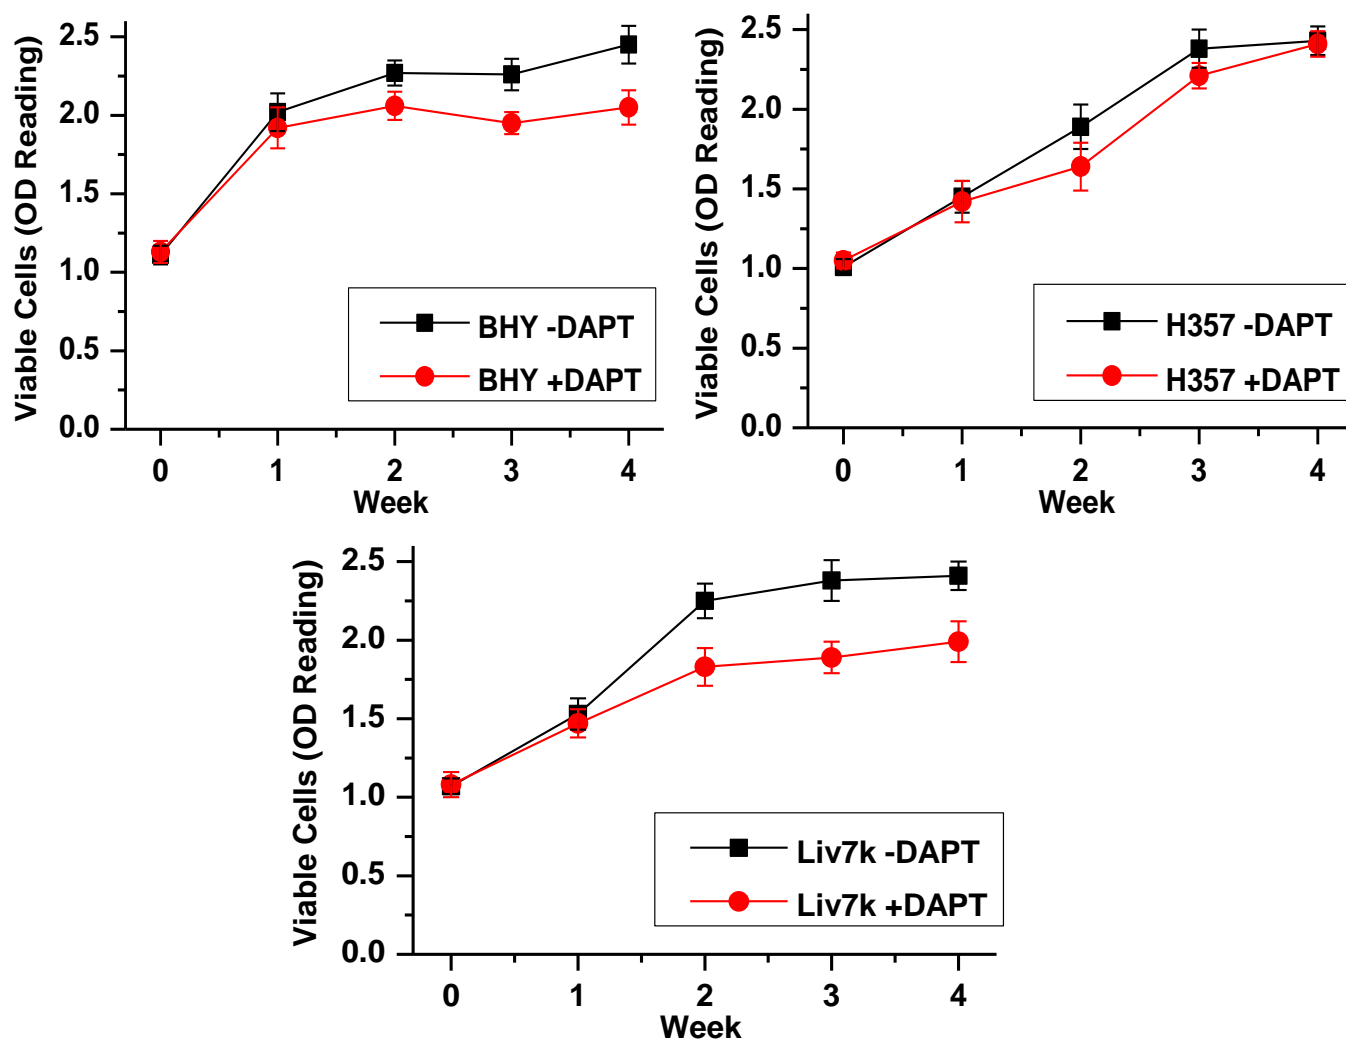 Viable Cells (OD Reading)
2.5
2.0
1.5
1.0
0.5
0.0
0 1 2 3 4
Week
BHY -DAPT
BHY +DAPT
Viable Cells (OD Reading)
2.5
2.0
1.5
1.0
0.5
0.0
0 1 2 3 4
Week
H357 -DAPT
H357 +DAPT
Viable Cells (OD Reading)
2.5
2.0
1.5
1.0
0.5
0.0
0 1 2 3 4
Week
Liv7k -DAPT
Liv7k +DAPT